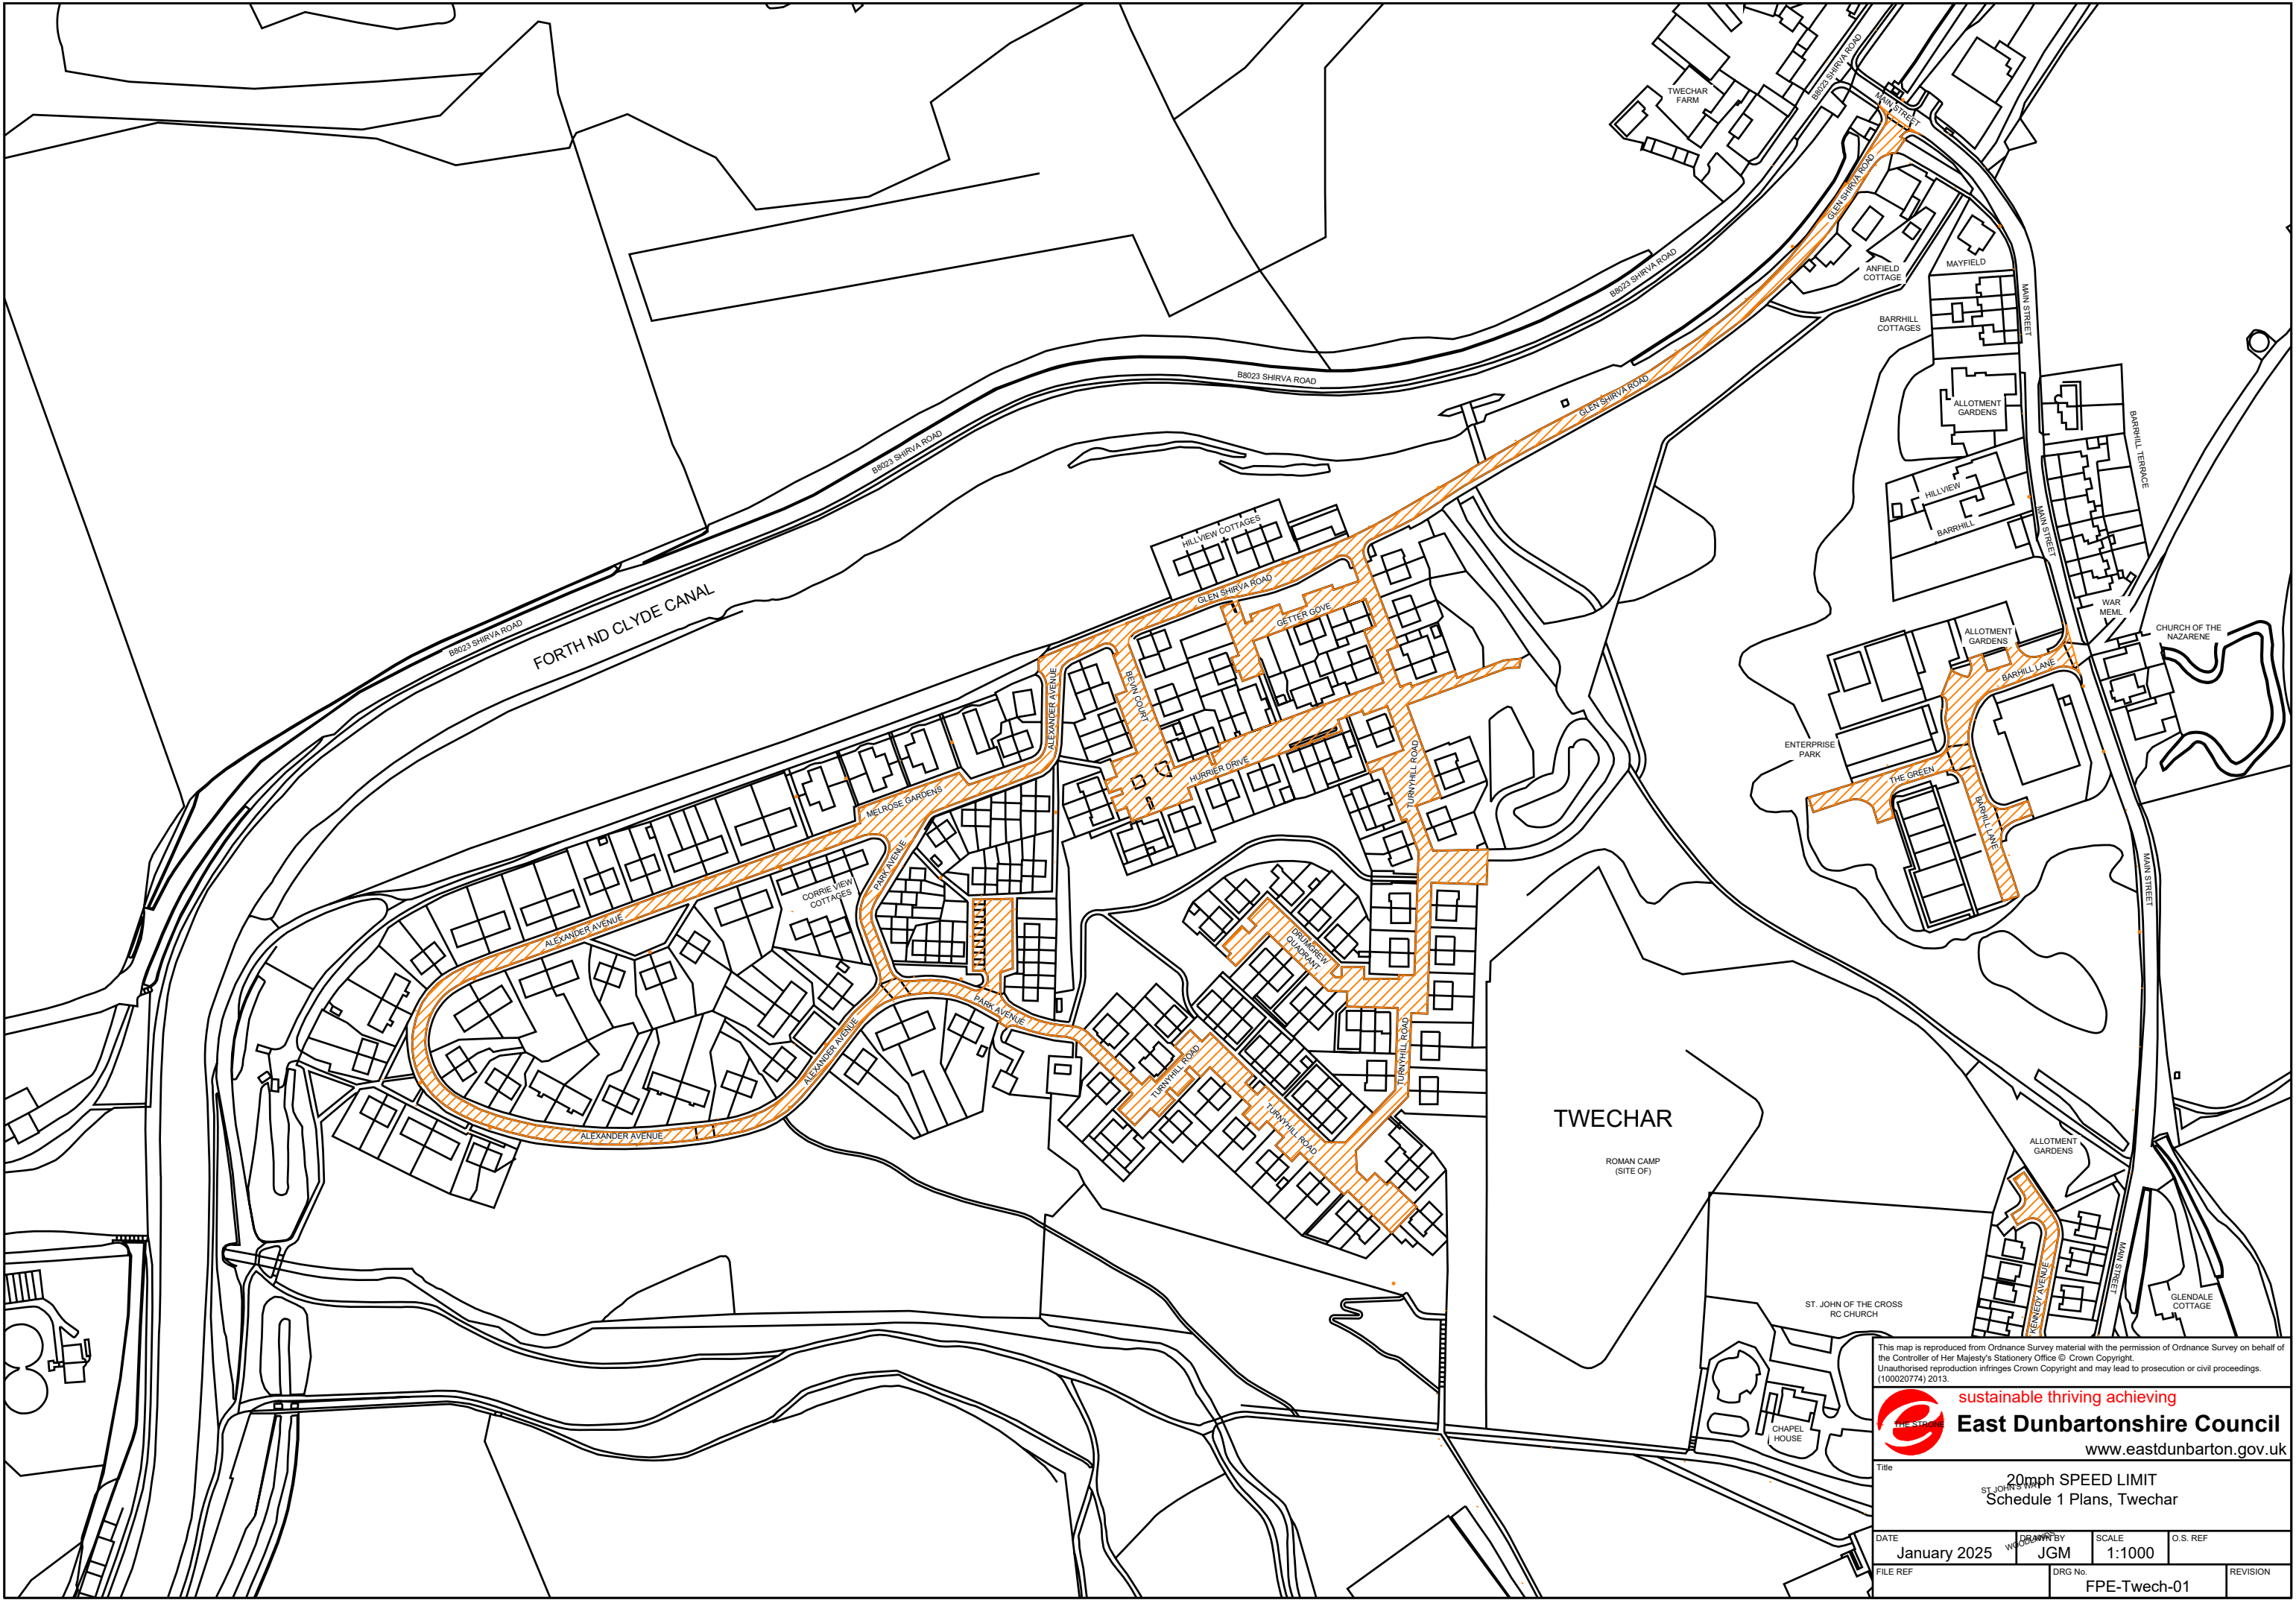 B8023 SHIRVA ROAD
MAIN STREET
TWECHAR
FARM
GLEN SHIRVA ROAD
ANFIELD
COTTAGE
MAYFIELD
B8023 SHIRVA ROAD
MAIN STREET
BARRHILL
COTTAGES
B8023 SHIRVA ROAD
GLEN SHIRVA ROAD
ALLOTMENT
GARDENS
BARRHILL TERRACE
B8023 SHIRVA ROAD
HILLVIEW
BARRHILL
MAIN STREET
HILLVIEW COTTAGES
GLEN SHIRVA ROAD
GETTER GOVE
WAR
MEML
CHURCH OF THE
NAZARENE
ALLOTMENT
GARDENS
BARHILL LANE
FORTH ND CLYDE CANAL
B8023 SHIRVA ROAD
ALEXANDER AVENUE
BEVIN COURT
HURRIER DRIVE
TURNYHILL ROAD
ENTERPRISE
PARK
THE GREEN
BARHILL LANE
MELROSE GARDENS
PARK AVENUE
CORRIE VIEW
COTTAGES
MAIN STREET
ALEXANDER AVENUE
DRUMGREW
QUADRANT
PARK AVENUE
ALEXANDER AVENUE
TURNYHILL ROAD
TURNYHILL ROAD
TURNYHILL ROAD
ALEXANDER AVENUE
TWECHAR
ROMAN CAMP
(SITE OF)
ALLOTMENT
GARDENS
MAIN STREET
KENNEDY AVENUE
GLENDALE
COTTAGE
ST. JOHN OF THE CROSS
RC CHURCH
CHAPEL
HOUSE
This map is reproduced from Ordnance Survey material with the permission of Ordnance Survey on behalf of
the Controller of Her Majesty's Stationery Office © Crown Copyright.
Unauthorised reproduction infringes Crown Copyright and may lead to prosecution or civil proceedings.
(100020774) 2013.
sustainable thriving achieving
THE STRONE
East Dunbartonshire Council
www.eastdunbarton.gov.uk
Title
20mph SPEED LIMIT
ST JOHN'S WAY
Schedule 1 Plans, Twechar
DATE
January 2025
DRAWN BY
JGM
SCALE
1:1000
O.S. REF
FILE REF
DRG No.
FPE-Twech-01
REVISION